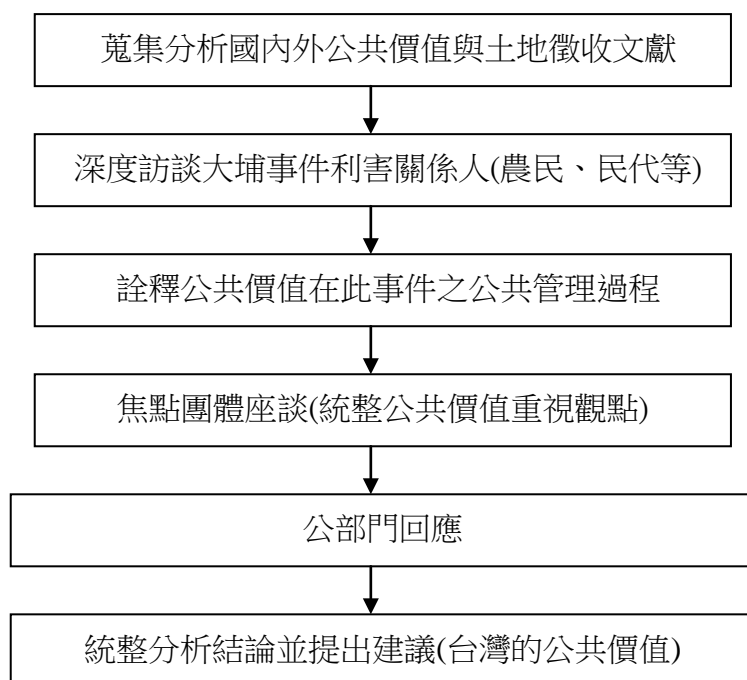 蒐集分析國內外公共價值與土地徵收文獻
深度訪談大埔事件利害關係人(農民、民代等)
詮釋公共價值在此事件之公共管理過程
焦點團體座談(統整公共價值重視觀點)
公部門回應
統整分析結論並提出建議(台灣的公共價值)